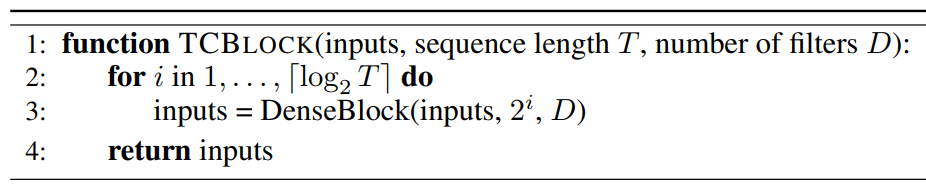 1: function TCBLOCK(inputs, sequence length T, number of filters D):
2: for i in 1, . . . , ⌈log₂ T⌉ do
3: inputs = DenseBlock(inputs, 2ⁱ, D)
4: return inputs